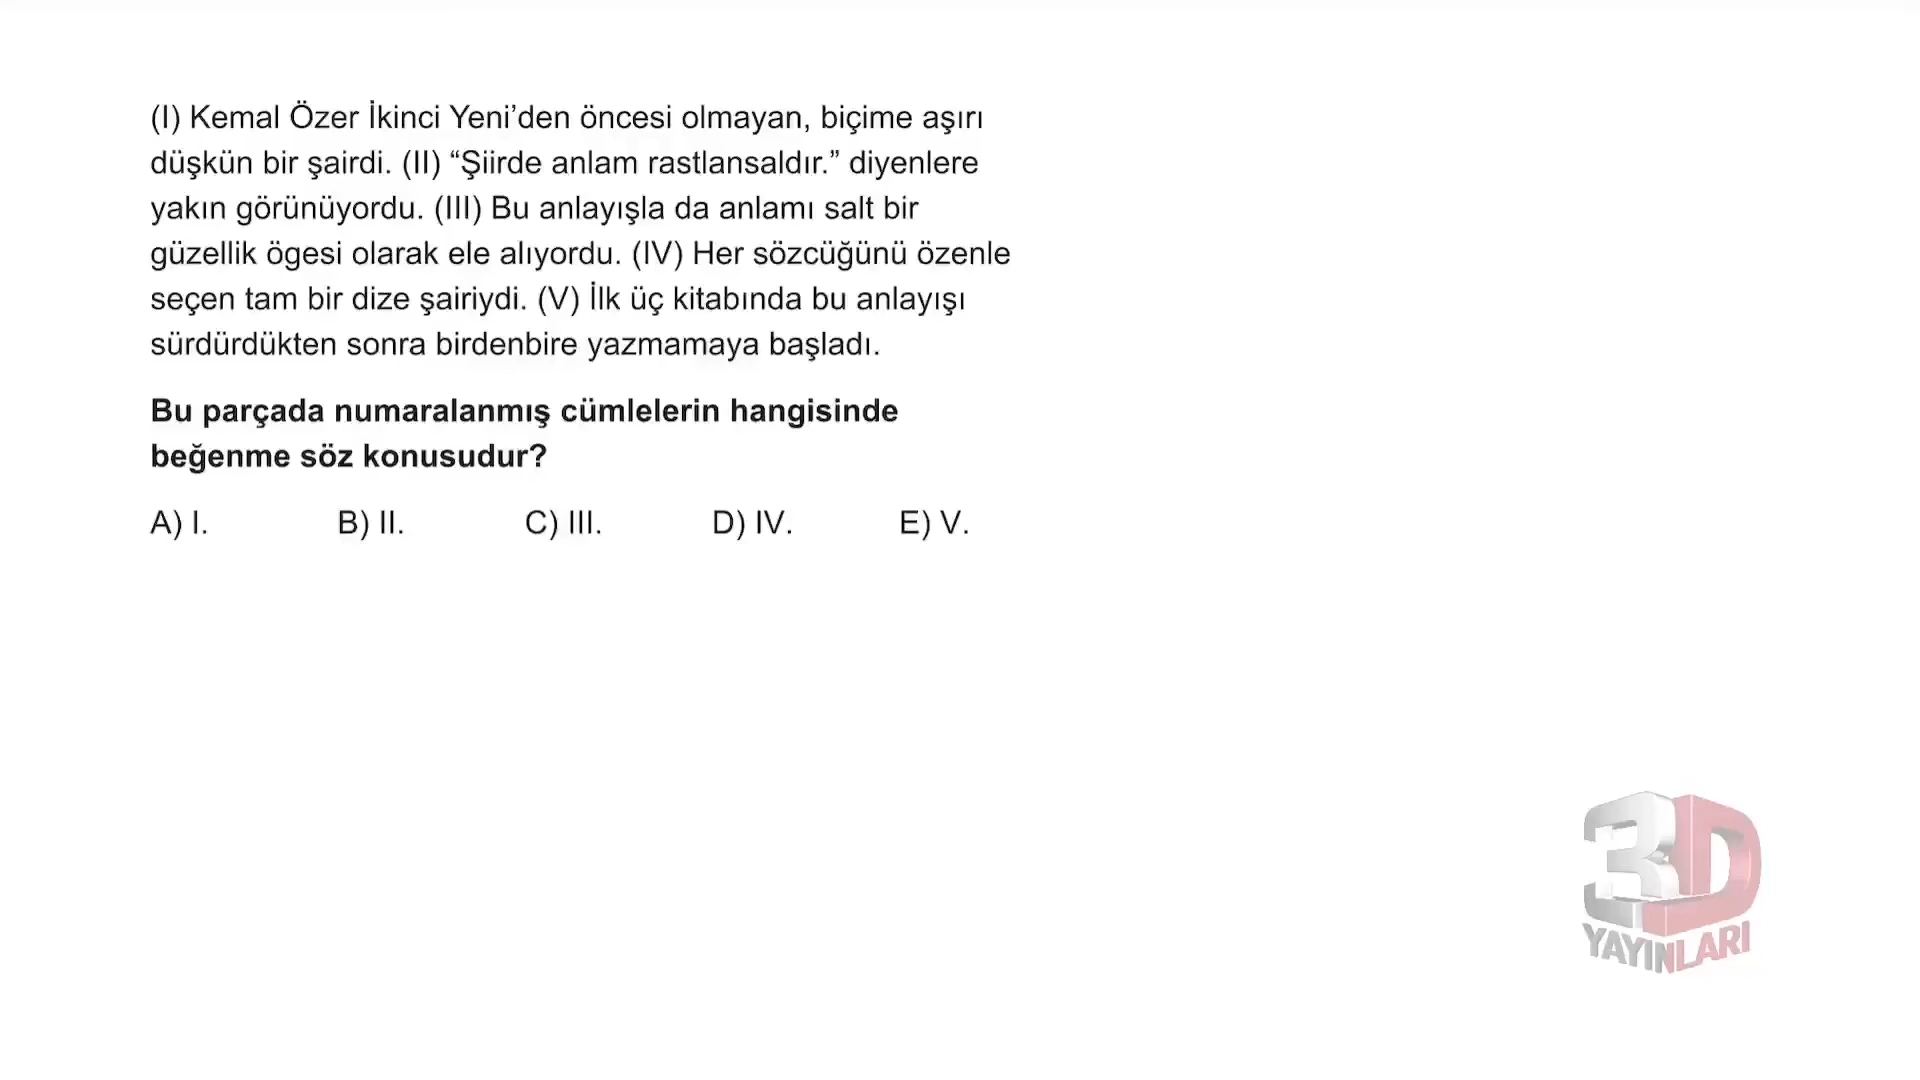 (I) Kemal Özer İkinci Yeni’den öncesi olmayan, biçime aşırı
düşkün bir şairdi. (II) “Şiirde anlam rastlansaldır.” diyenlere
yakın görünüyordu. (III) Bu anlayışla da anlamı salt bir
güzellik ögesi olarak ele alıyordu. (IV) Her sözcüğünü özenle
seçen tam bir dize şairiydi. (V) İlk üç kitabında bu anlayışı
sürdürdükten sonra birdenbire yazmamaya başladı.
Bu parçada numaralanmış cümlelerin hangisinde
beğenme söz konusudur?
A) I. B) II. C) III. D) IV. E) V.
3D
YAYINLARI